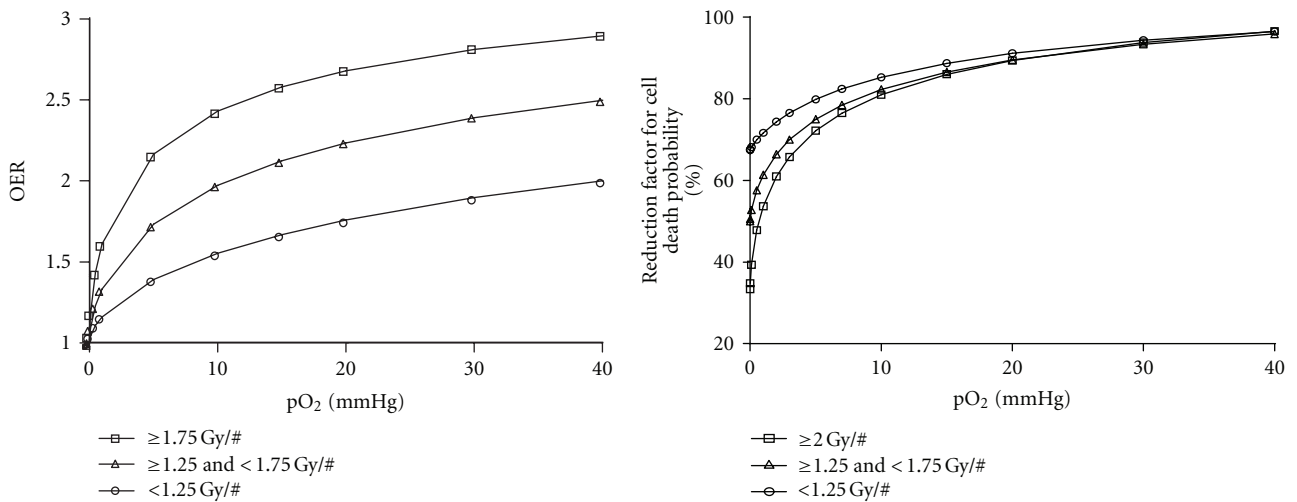 3
2.5
2
1.5
1
OER
0
10
20
30
40
pO₂ (mmHg)
≥1.75 Gy/#
≥1.25 and <1.75 Gy/#
<1.25 Gy/#
100
80
60
40
20
Reduction factor for cell
death probability
(%)
0
10
20
30
40
pO₂ (mmHg)
≥2 Gy/#
≥1.25 and <1.75 Gy/#
<1.25 Gy/#